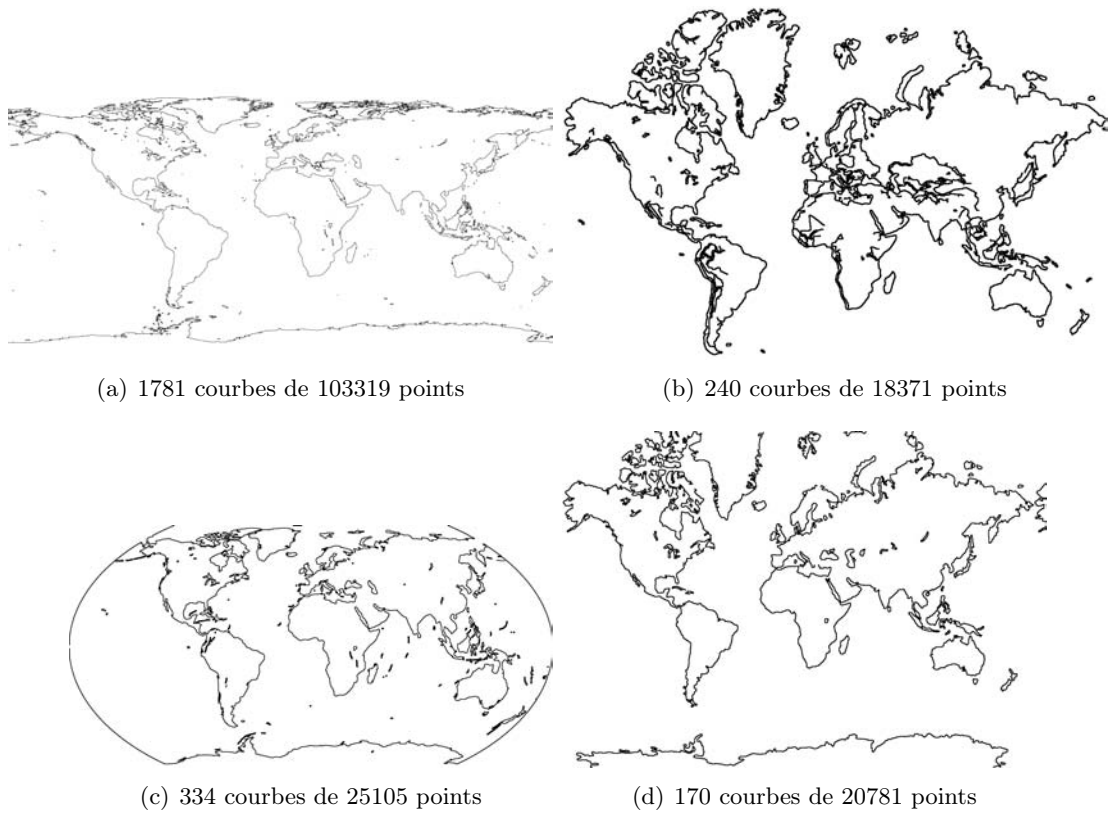 (a) 1781 courbes de 103319 points
(b) 240 courbes de 18371 points
(c) 334 courbes de 25105 points
(d) 170 courbes de 20781 points